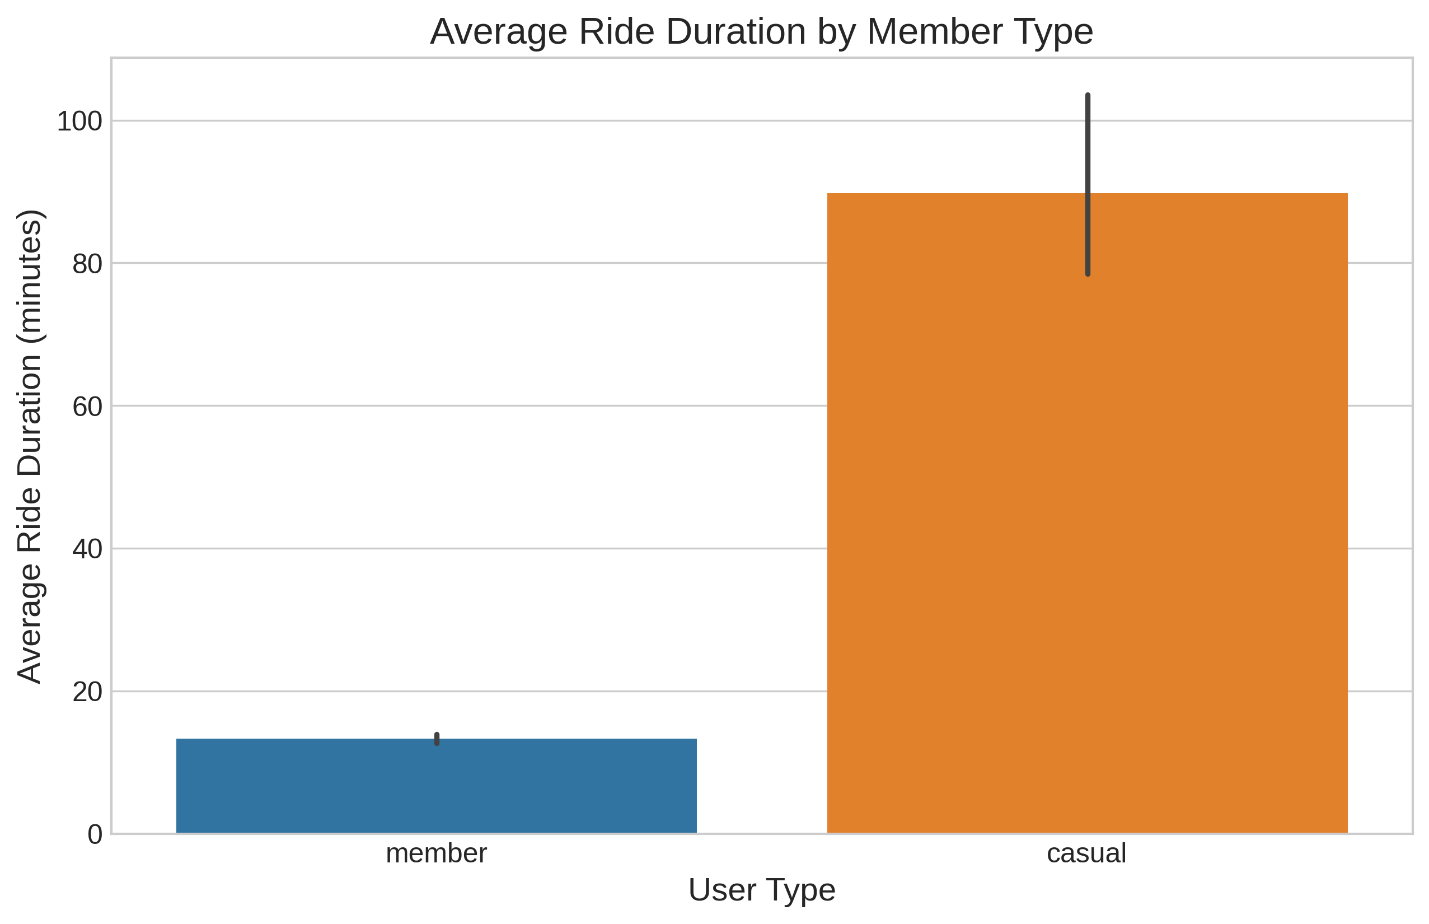 Average Ride Duration by Member Type
Average Ride Duration (minutes)
100
80
60
40
20
0
member
casual
User Type